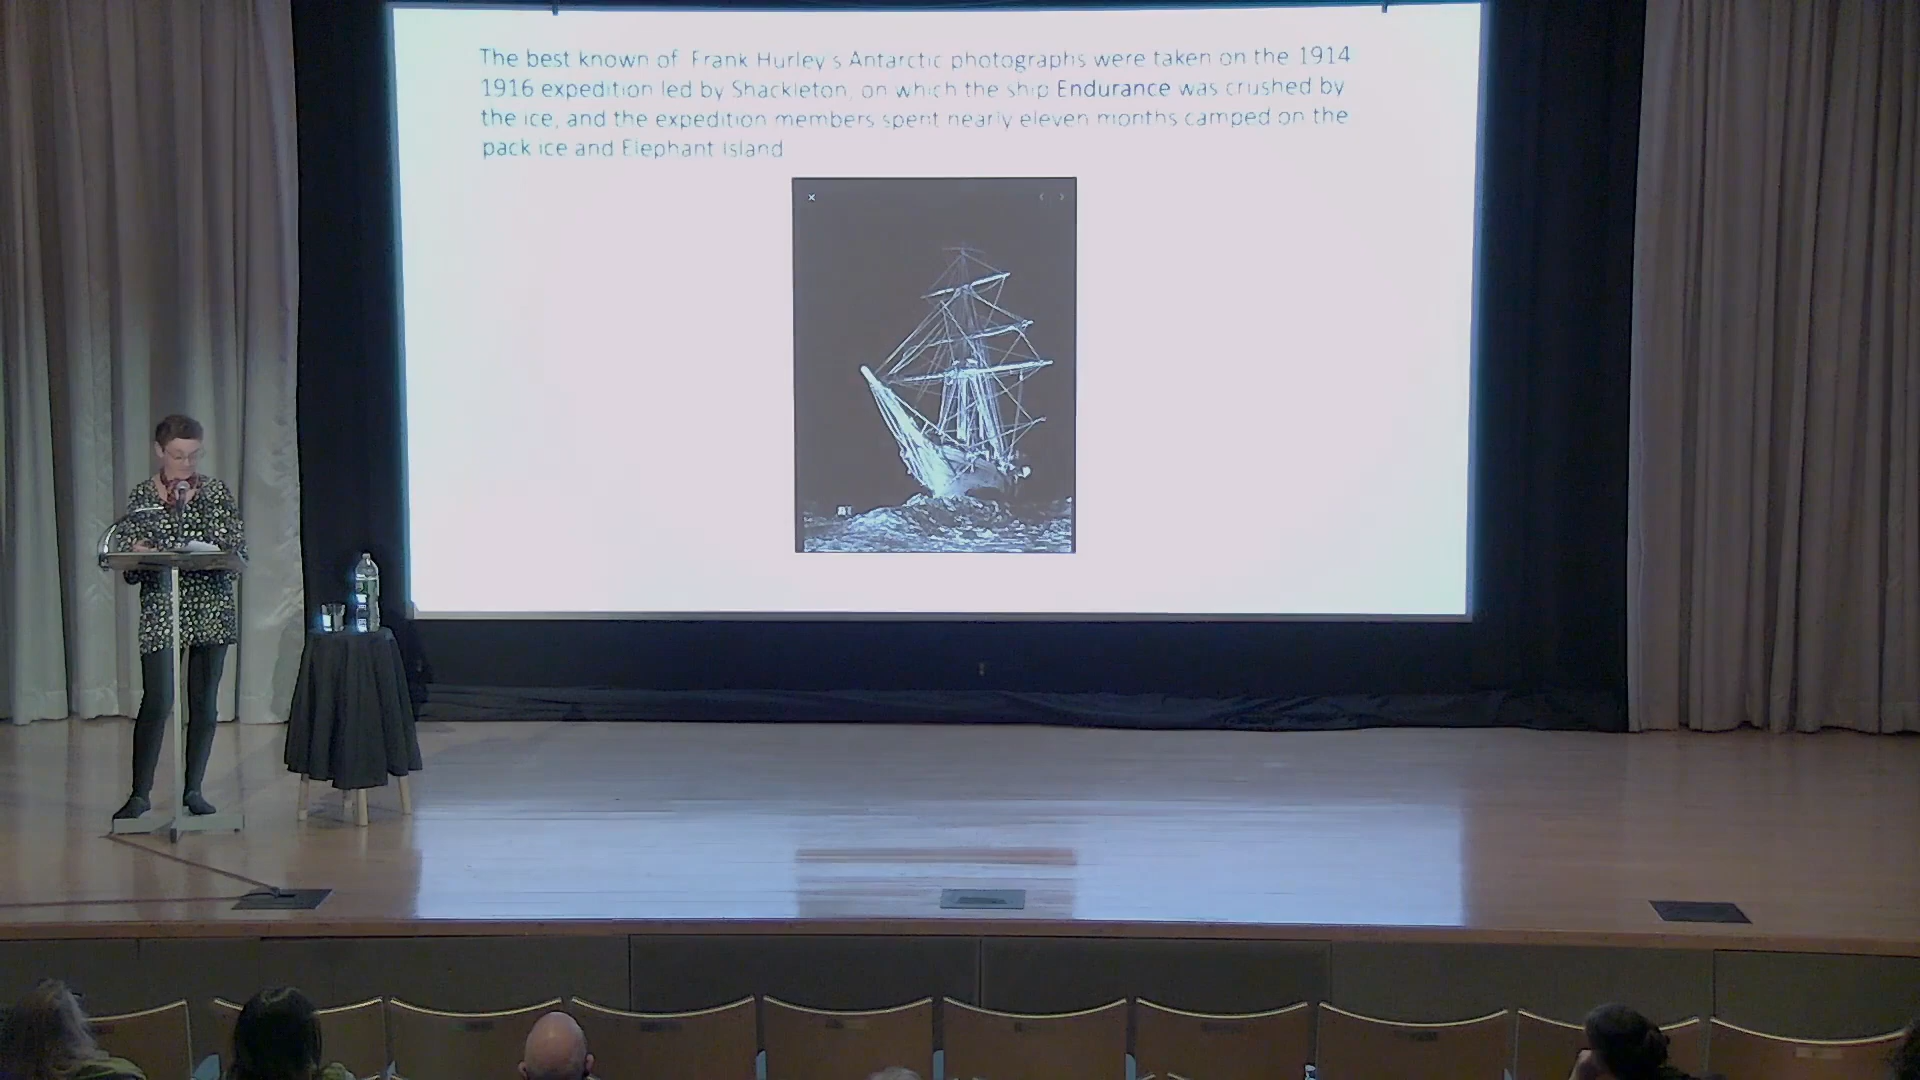 The best known of Frank Hurley's Antarctic photographs were taken on the 1914
1916 expedition led by Shackleton, on which the ship Endurance was crushed by
the ice, and the expedition members spent nearly eleven months camped on the
pack ice and Elephant Island